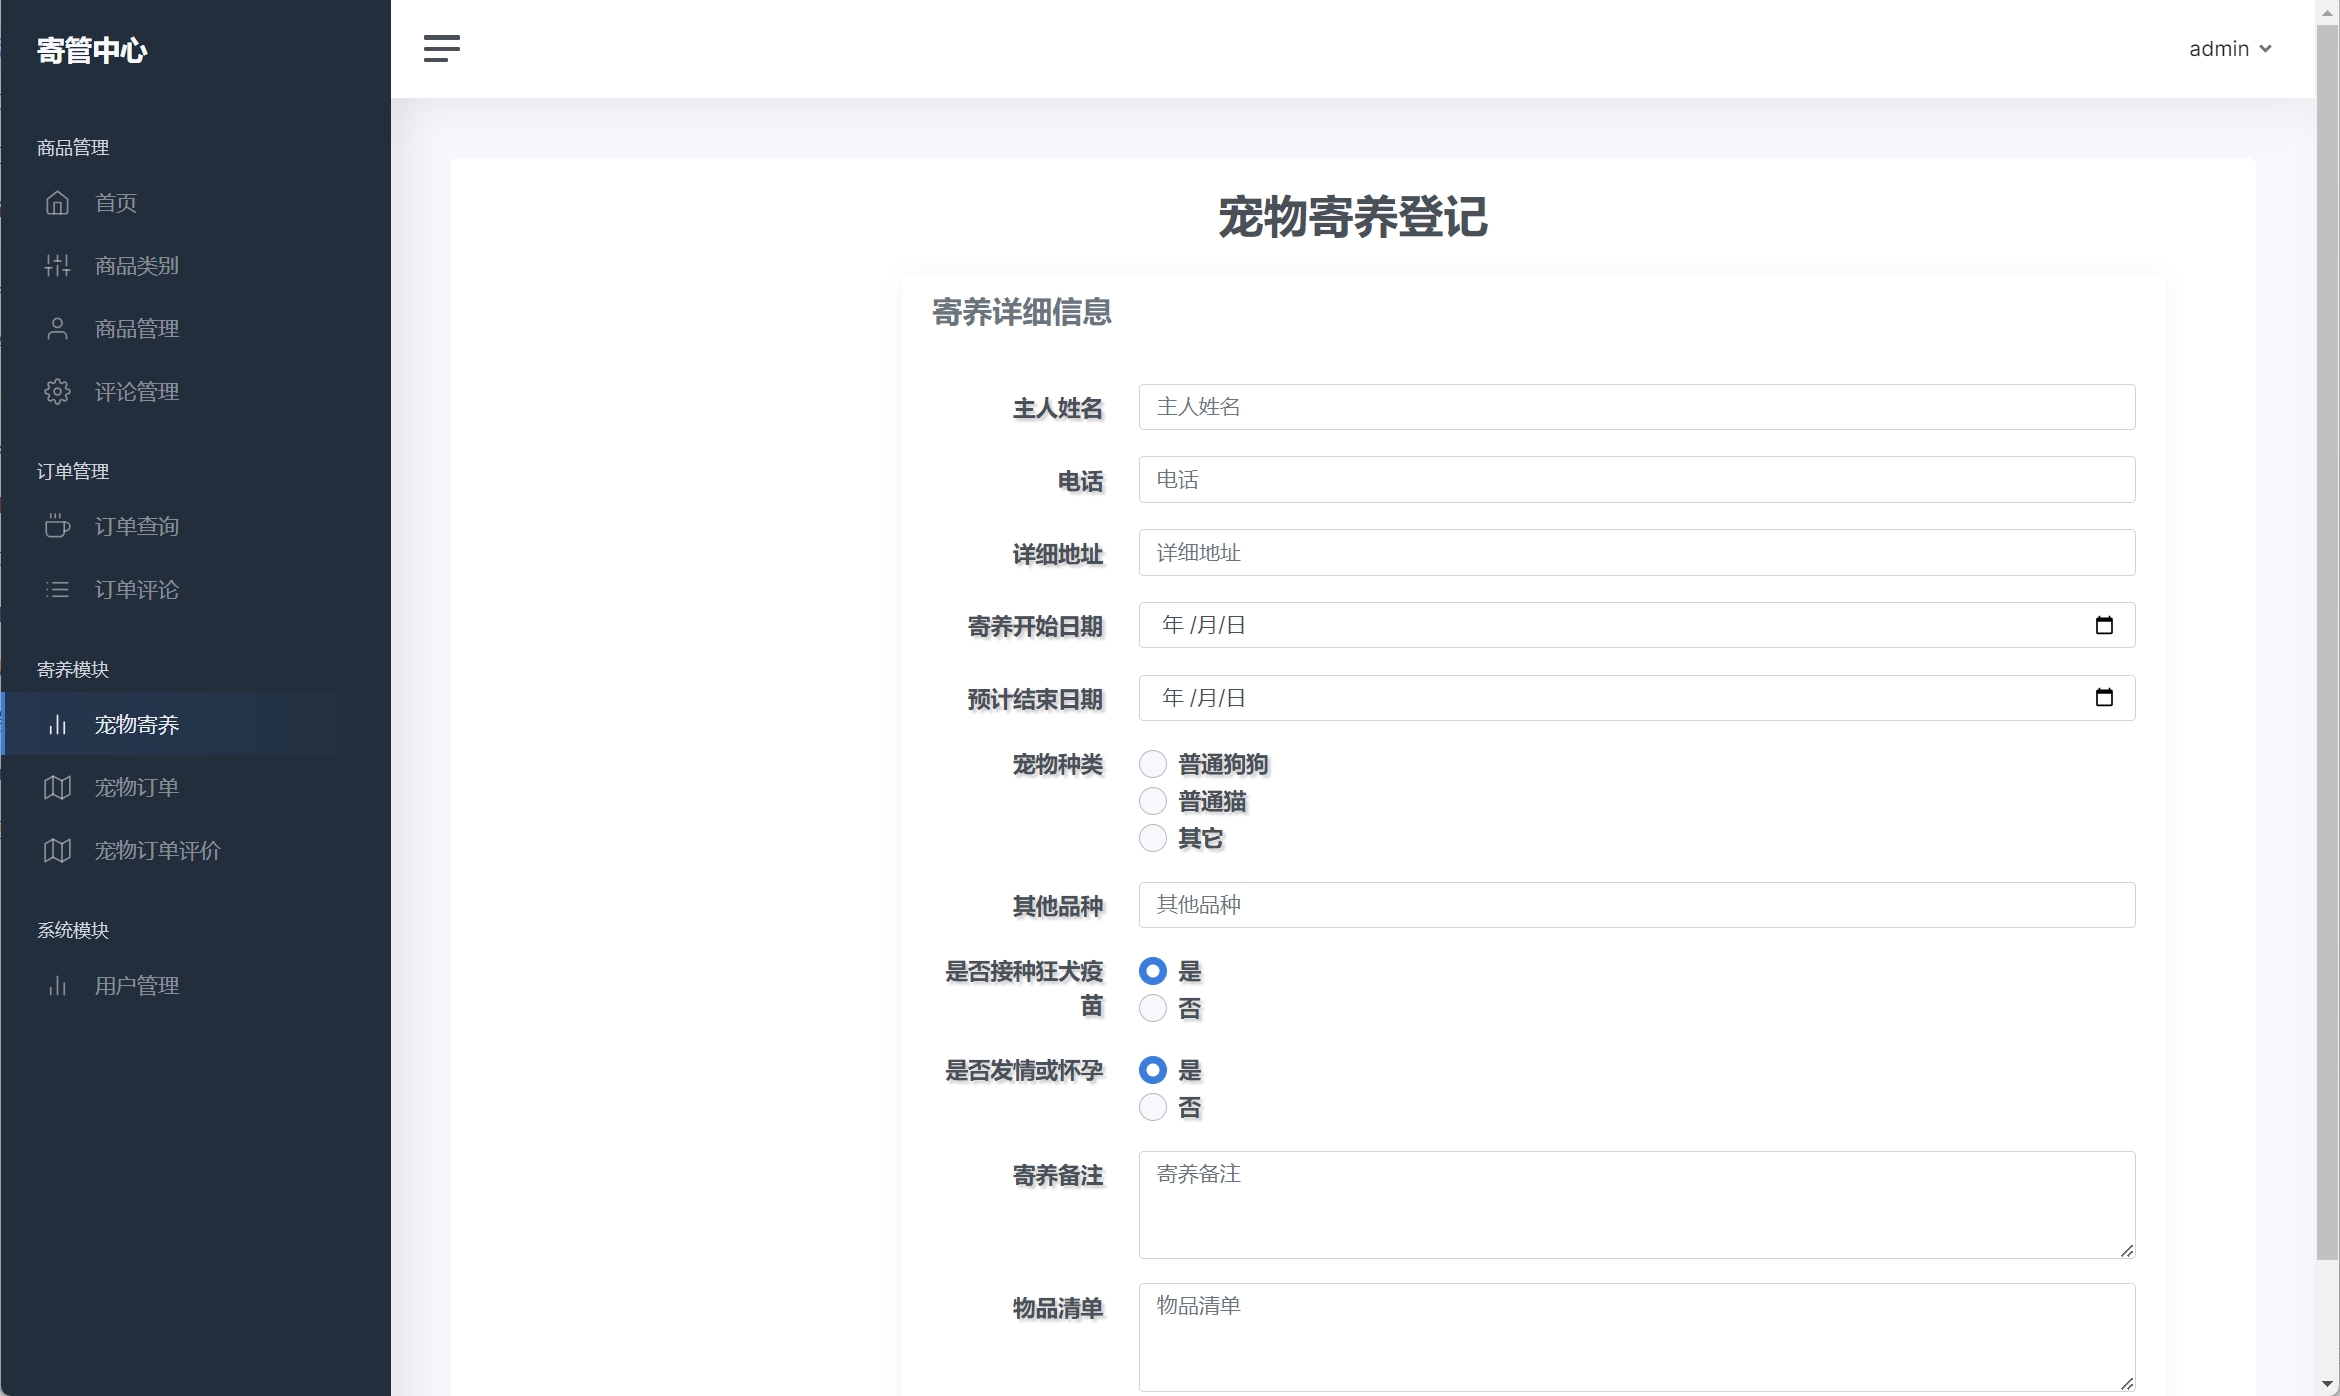 寄管中心
商品管理
首页
商品类别
商品管理
评论管理
订单管理
订单查询
订单评论
寄养模块
宠物寄养
宠物订单
宠物订单评价
系统模块
用户管理
admin
宠物寄养登记
寄养详细信息
主人姓名 主人姓名
电话 电话
详细地址 详细地址
寄养开始日期 年 /月/日
预计结束日期 年 /月/日
宠物种类 普通狗狗
普通猫
其它
其他品种 其他品种
是否接种狂犬疫 是
苗 否
是否发情或怀孕 是
否
寄养备注 寄养备注
物品清单 物品清单